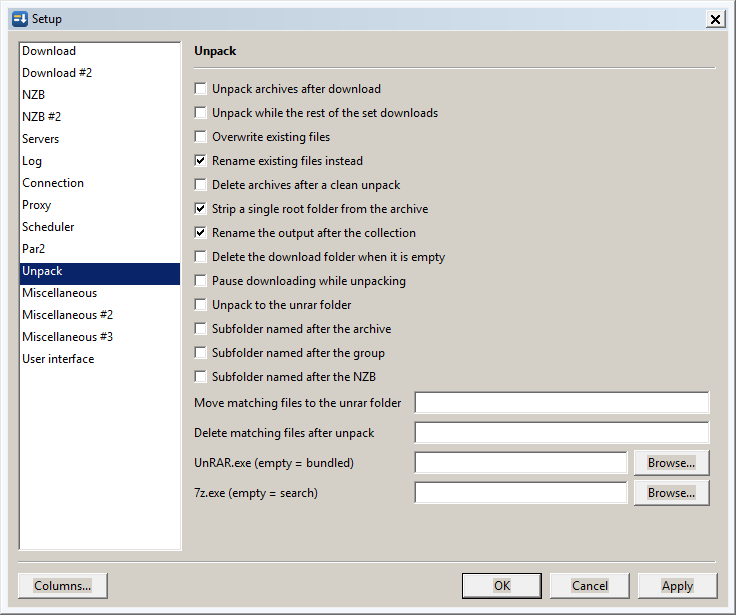 Setup
Download
Download #2
NZB
NZB #2
Servers
Log
Connection
Proxy
Scheduler
Par2
Unpack
Miscellaneous
Miscellaneous #2
Miscellaneous #3
User interface
Unpack
Unpack archives after download
Unpack while the rest of the set downloads
Overwrite existing files
Rename existing files instead
Delete archives after a clean unpack
Strip a single root folder from the archive
Rename the output after the collection
Delete the download folder when it is empty
Pause downloading while unpacking
Unpack to the unrar folder
Subfolder named after the archive
Subfolder named after the group
Subfolder named after the NZB
Move matching files to the unrar folder
Delete matching files after unpack
UnRAR.exe (empty = bundled) Browse...
7z.exe (empty = search) Browse...
Columns... OK Cancel Apply